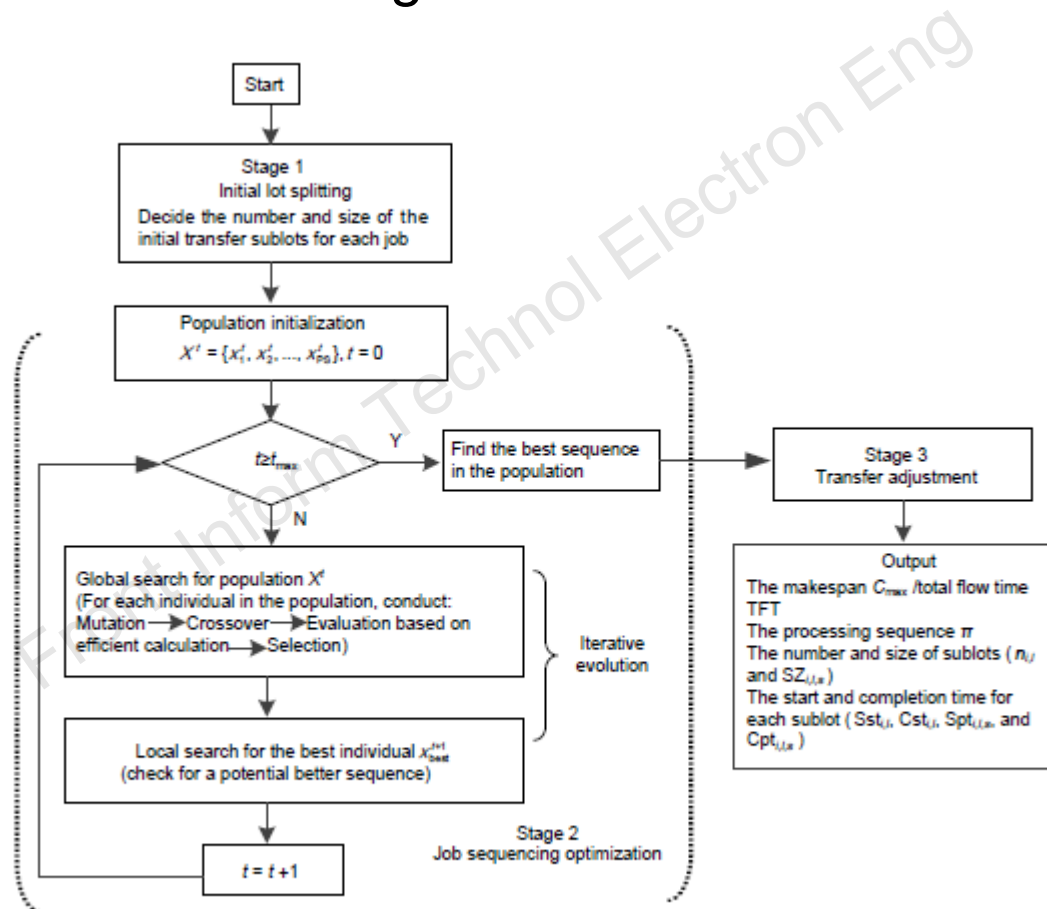 Start
Stage 1
Initial lot splitting
Decide the number and size of the
initial transfer sublots for each job
Population initialization
Xᵗ = {x₁ᵗ, x₂ᵗ, ..., x_PSᵗ}, t = 0
t≥t_max
Y
Find the best sequence
in the population
N
Global search for population Xᵗ
(For each individual in the population, conduct:
Mutation Crossover Evaluation based on
efficient calculation Selection)
Iterative
evolution
Local search for the best individual x_best^t+1
(check for a potential better sequence)
t = t +1
Stage 2
Job sequencing optimization
Stage 3
Transfer adjustment
Output
The makespan C_max /total flow time
TFT
The processing sequence π
The number and size of sublots ( n_i,l
and SZ_i,l,e )
The start and completion time for
each sublot ( Sst_i,l, Cst_i,l, Spt_i,l,e, and
Cpt_i,l,e )
Front Inform Technol Electron Eng